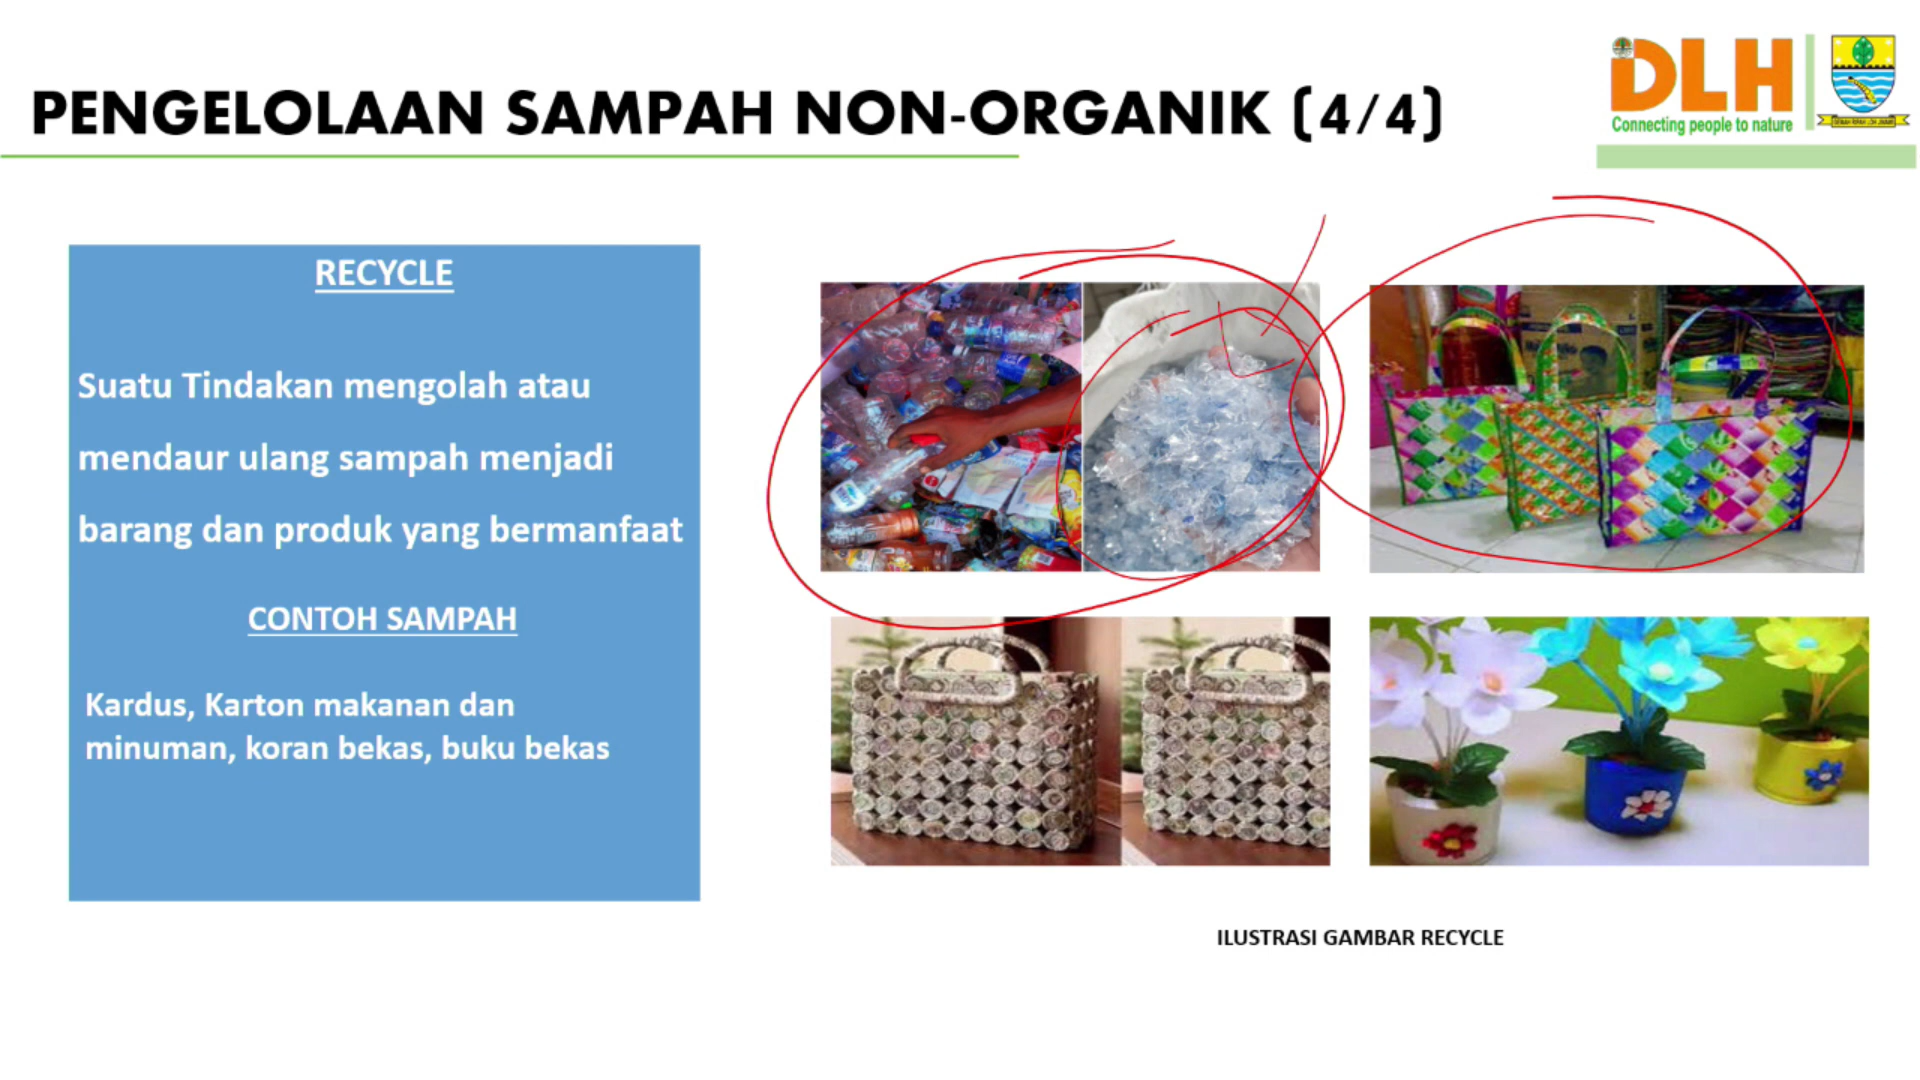 PENGELOLAAN SAMPAH NON-ORGANIK (4/4)
DLH
Connecting people to nature
RECYCLE
Suatu Tindakan mengolah atau
mendaur ulang sampah menjadi
barang dan produk yang bermanfaat
CONTOH SAMPAH
Kardus, Karton makanan dan
minuman, koran bekas, buku bekas
ILUSTRASI GAMBAR RECYCLE